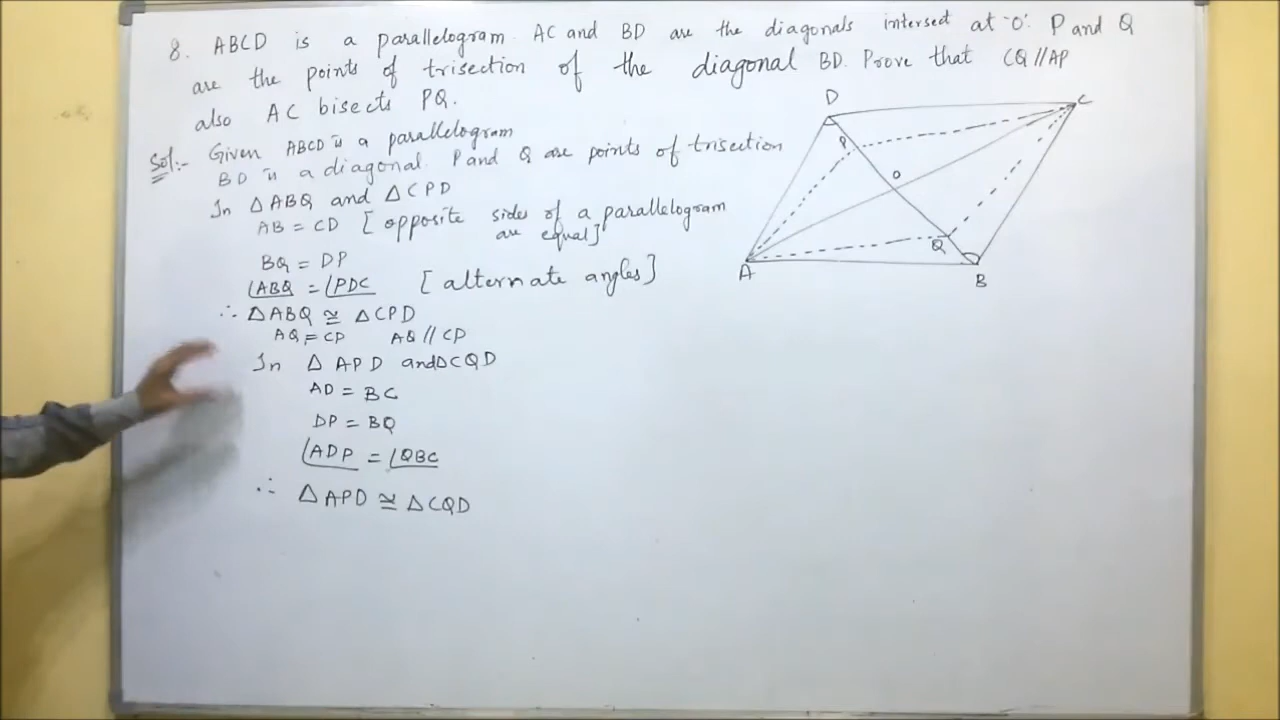 8. ABCD is a parallelogram. AC and BD are the diagonals intersect at 'O'. P and Q
are the points of trisection of the diagonal BD. Prove that CQ//AP
also AC bisects PQ.
Sol:- Given ABCD is a parallelogram
BD is a diagonal. P and Q are points of trisection
In △ABQ and △CPD
AB = CD [opposite sides of a parallelogram
are equal]
BQ = DP
∠ABQ = ∠PDC [alternate angles]
∴ △ABQ ≅ △CPD
AQ = CP AQ // CP
In △APD and △CQD
AD = BC
DP = BQ
∠ADP = ∠QBC
∴ △APD ≅ △CQD
D
C
P
O
Q
A
B